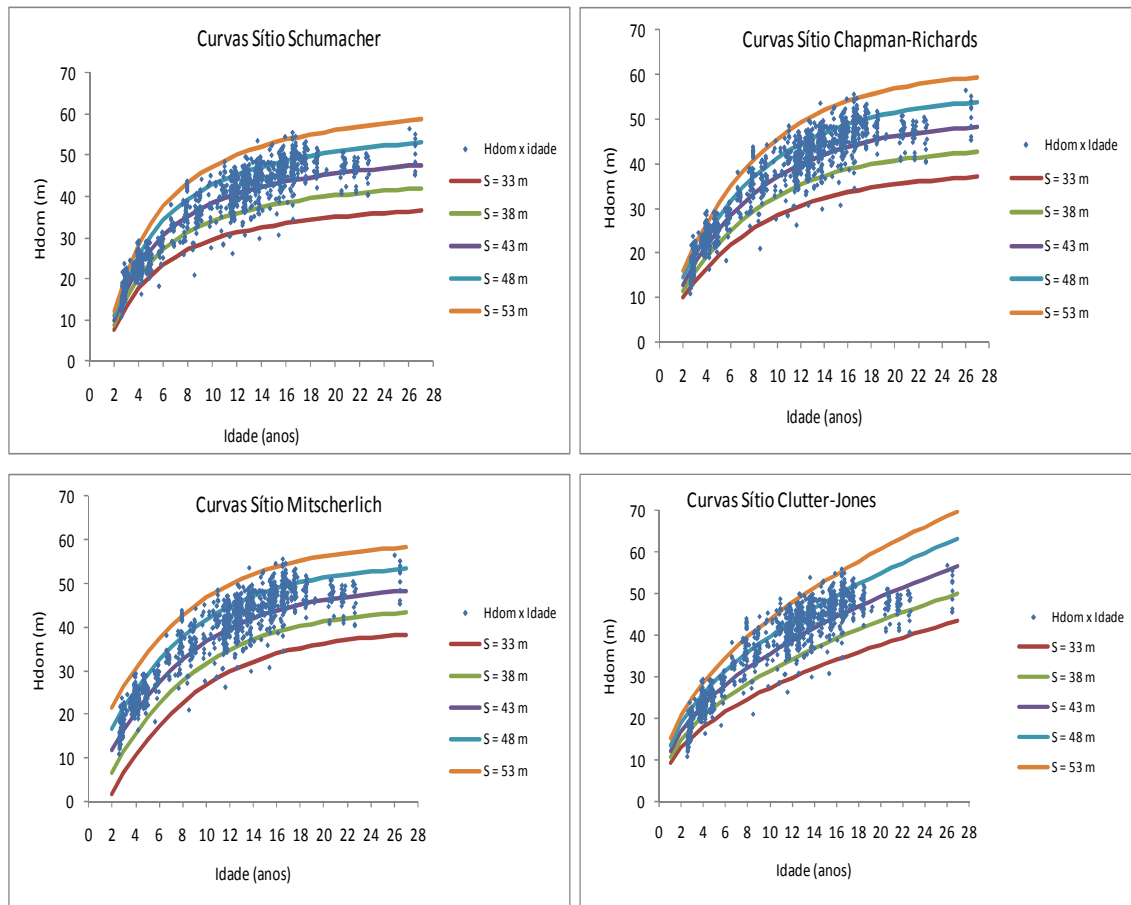 Curvas Sítio Schumacher
70
60
50
40
30
20
10
0
Hdom (m)
0 2 4 6 8 10 12 14 16 18 20 22 24 26 28
Idade (anos)
Hdom x idade
S = 33 m
S = 38 m
S = 43 m
S = 48 m
S = 53 m
Curvas Sítio Chapman-Richards
70
60
50
40
30
20
10
0
Hdom (m)
0 2 4 6 8 10 12 14 16 18 20 22 24 26 28
Idade (anos)
Hdom x Idade
S = 33 m
S = 38 m
S = 43 m
S = 48 m
S = 53 m
Curvas Sítio Mitscherlich
70
60
50
40
30
20
10
0
Hdom (m)
0 2 4 6 8 10 12 14 16 18 20 22 24 26 28
Idade (anos)
Hdom x Idade
S = 33 m
S = 38 m
S = 43 m
S = 48 m
S = 53 m
Curvas Sítio Clutter-Jones
70
60
50
40
30
20
10
0
Hdom (m)
0 2 4 6 8 10 12 14 16 18 20 22 24 26 28
Idade (anos)
Hdom x Idade
S = 33 m
S = 38 m
S = 43 m
S = 48 m
S = 53 m